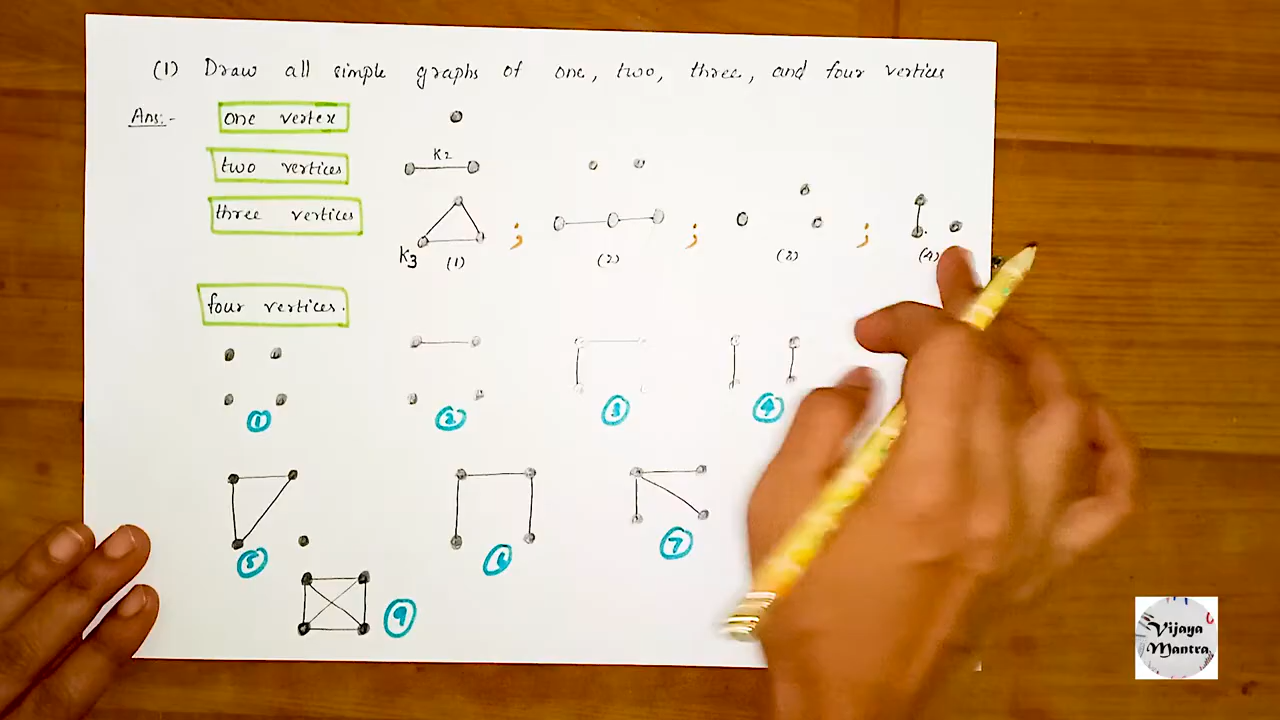 (1) Draw all simple graphs of one, two, three, and four vertices
Ans:- one vertex
two vertices K2
three vertices
K3 (1) ; (2) ; (3) ; (4)
four vertices.
1 2 3 4
5 6 7
9
Vijaya
Mantra